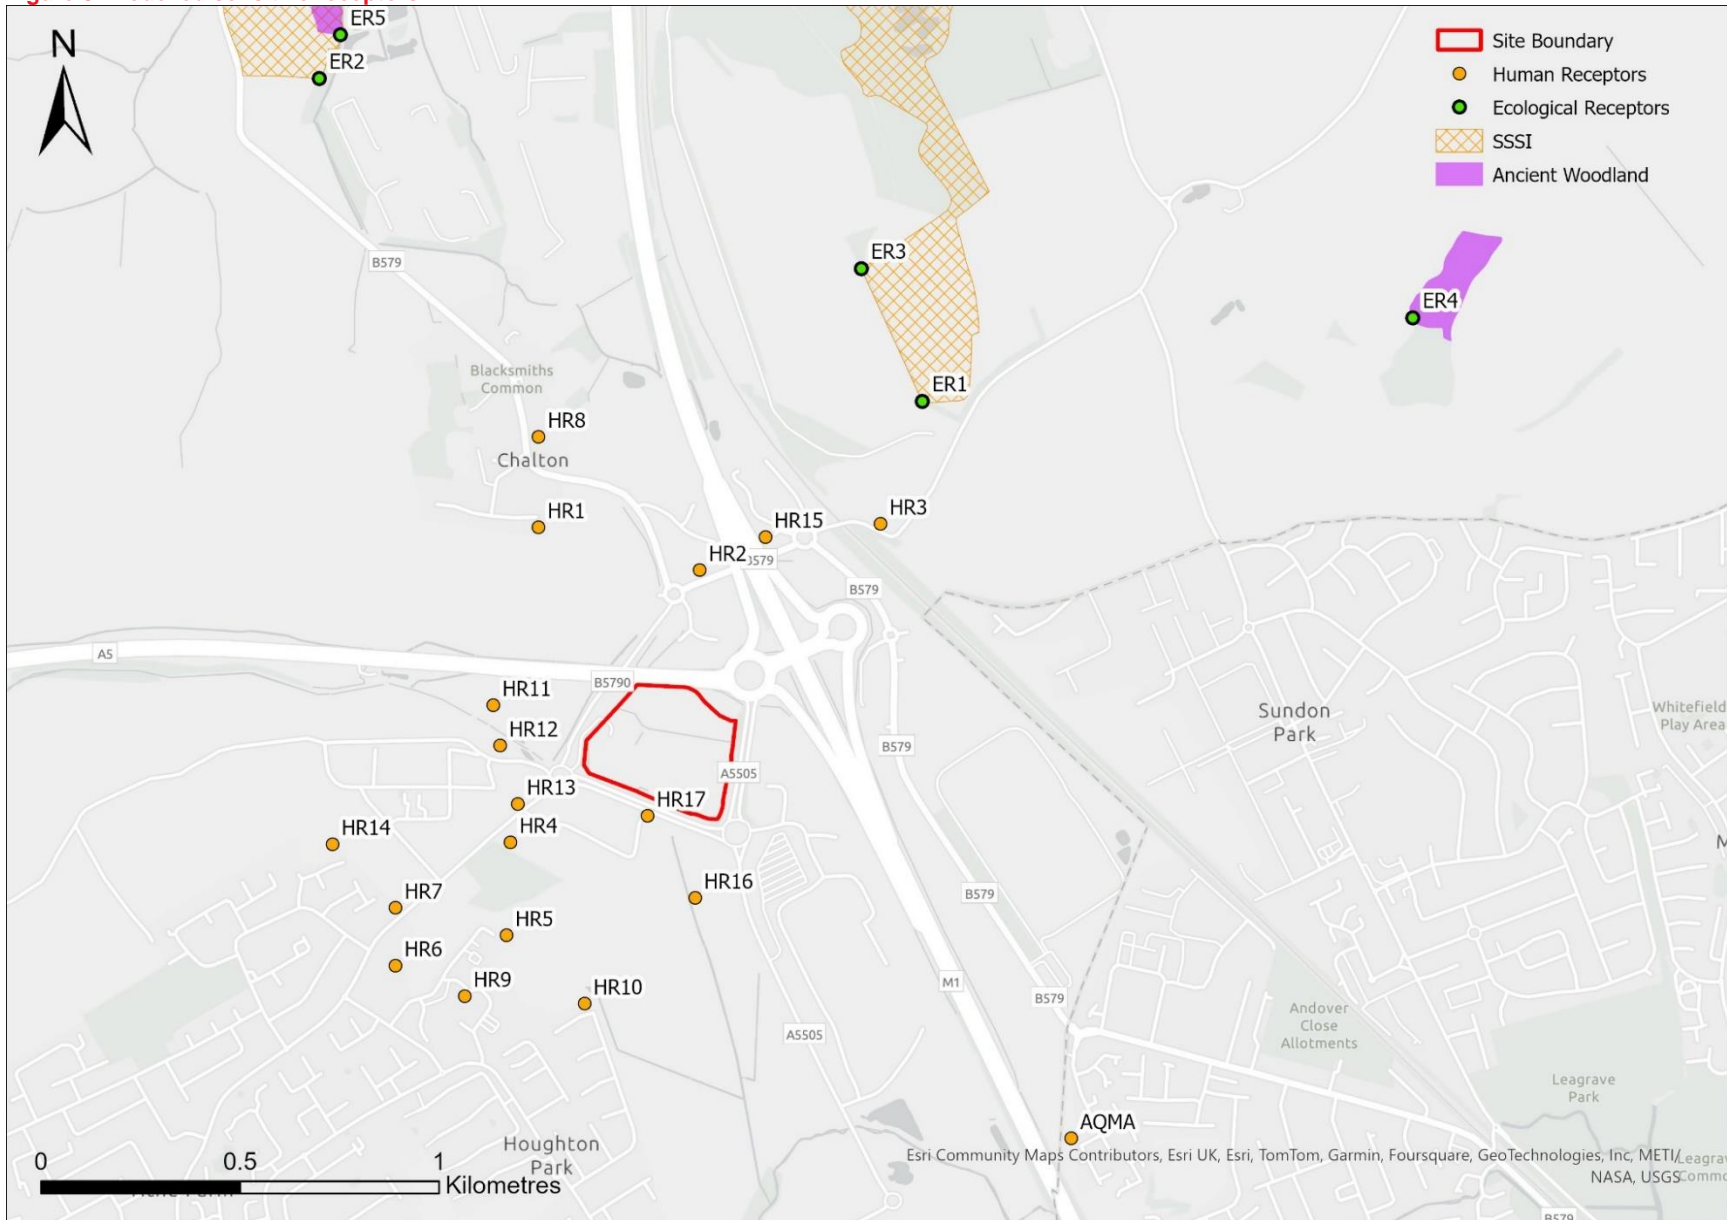 ER5
ER2
N
Site Boundary
Human Receptors
Ecological Receptors
SSSI
Ancient Woodland
B579
ER3
ER4
ER1
Blacksmiths
Common
HR8
Chalton
HR1
HR15
HR3
HR2
B579
A5
B5790
HR11
HR12
Sundon
Park
Whitefield
Play Area
B579
A5505
HR13
HR17
HR4
HR14
HR16
B579
HR7
HR5
HR6
HR9
HR10
M1
B579
A5505
Andover
Close
Allotments
Leagrave
Park
AQMA
Houghton
Park
0 0.5 1
Kilometres
Esri Community Maps Contributors, Esri UK, Esri, TomTom, Garmin, Foursquare, GeoTechnologies, Inc, METI/
NASA, USGS
B579